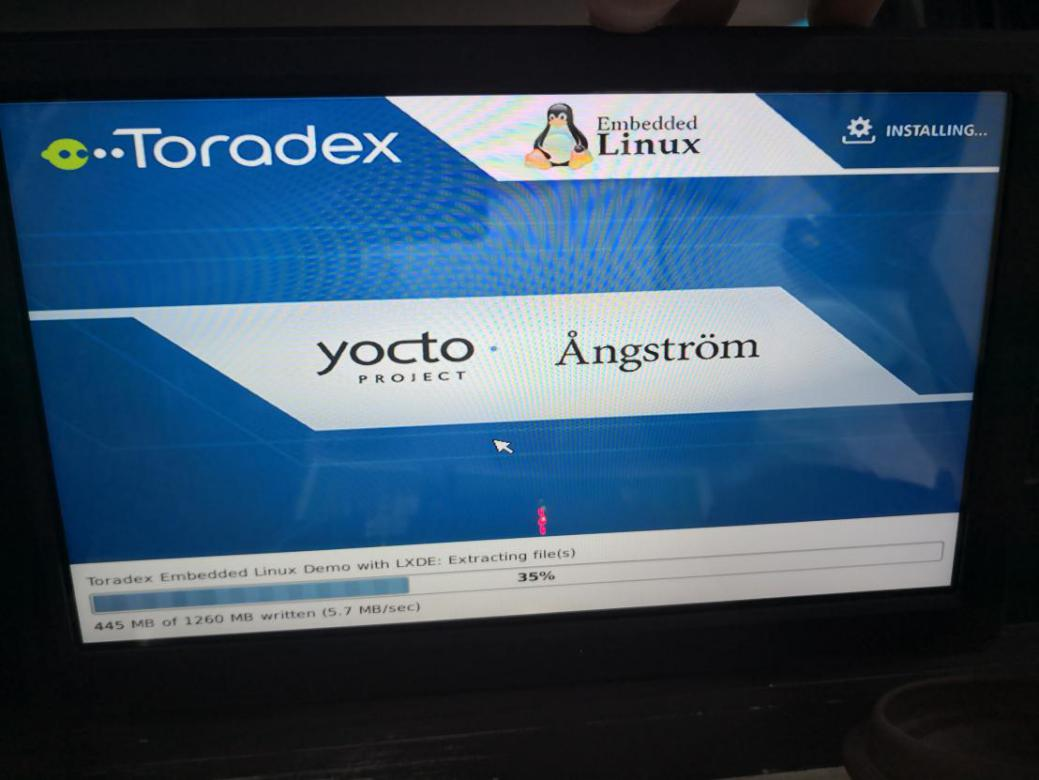 Toradex
Embedded
Linux
INSTALLING...
yocto
PROJECT
Ångström
Toradex Embedded Linux Demo with LXDE: Extracting file(s)
35%
445 MB of 1260 MB written (5.7 MB/sec)